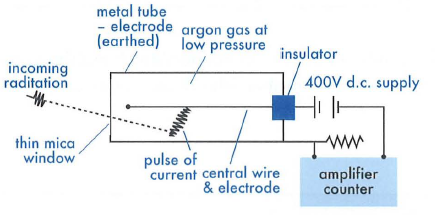 metal tube
– electrode
(earthed)
argon gas at
low pressure
insulator
incoming
raditation
400V d.c. supply
thin mica
window
pulse of
current
central wire
& electrode
amplifier
counter